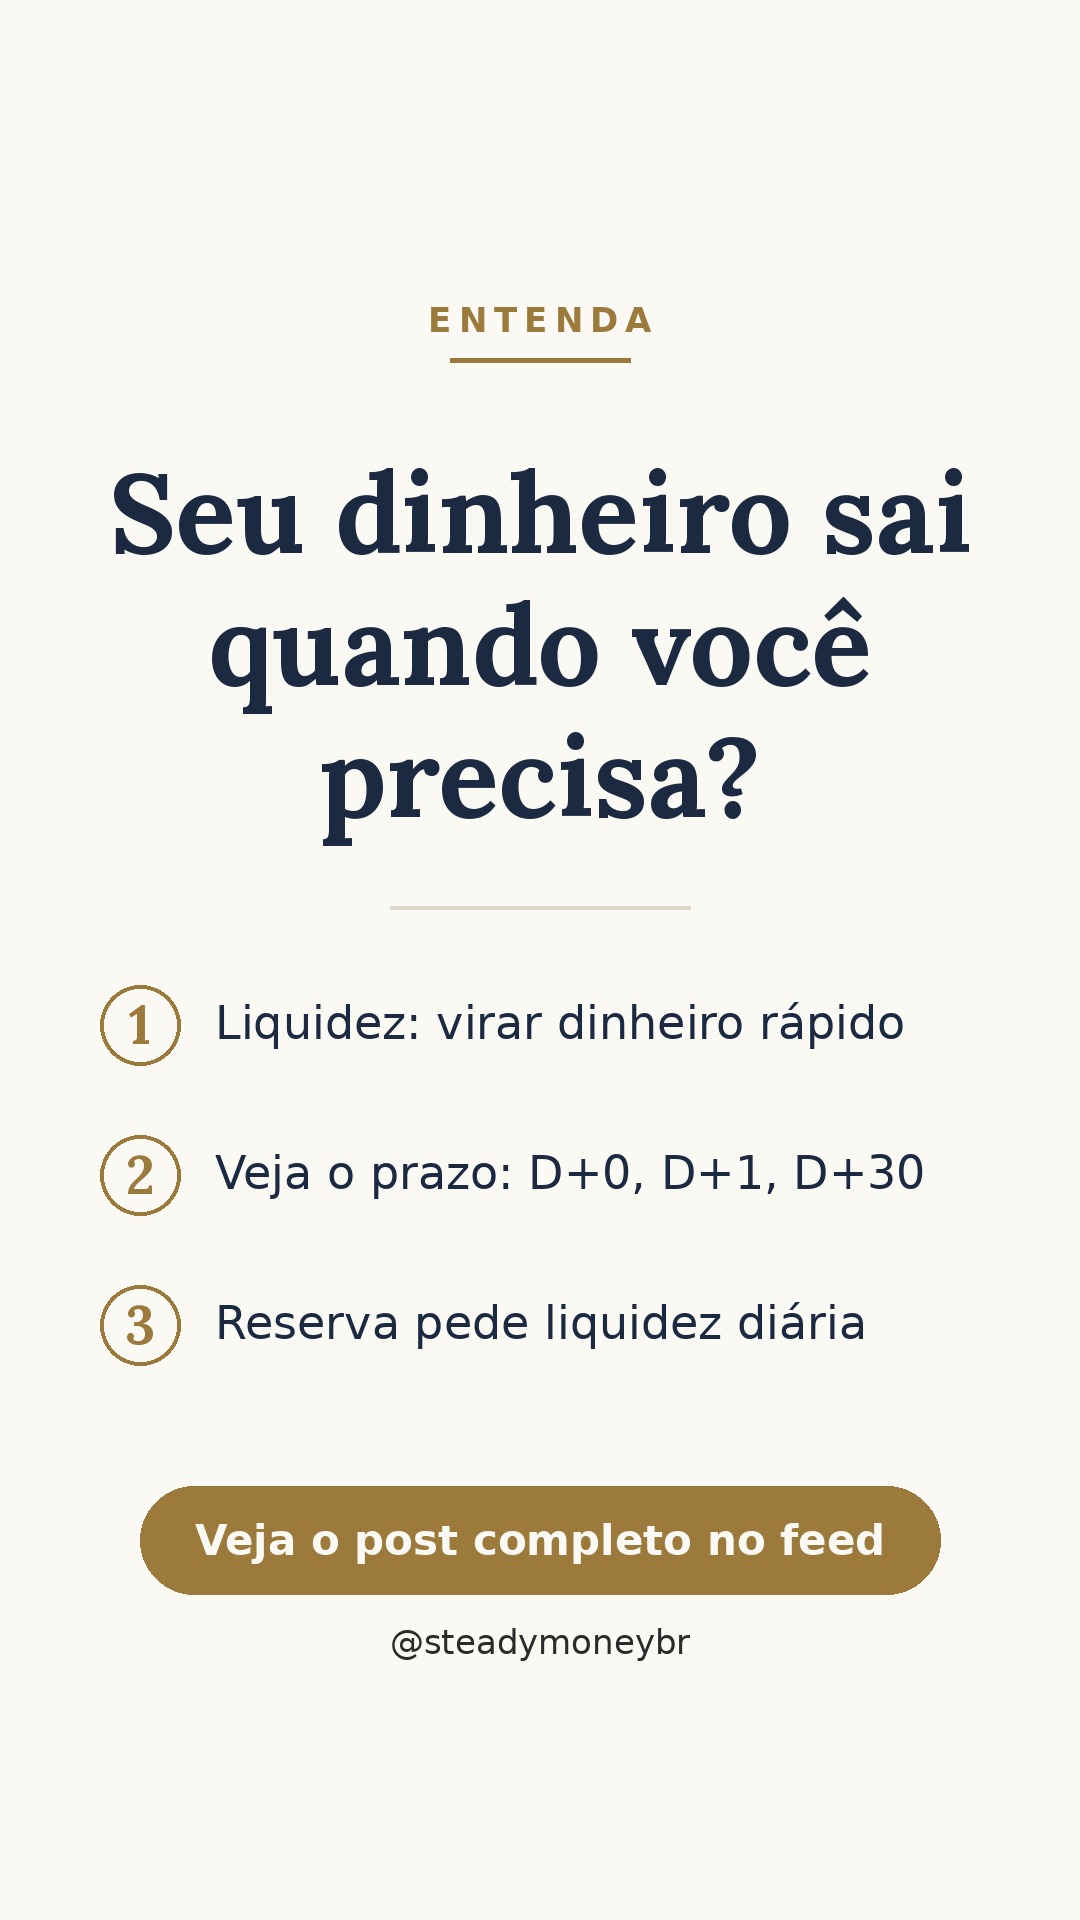 ENTENDA
Seu dinheiro sai
quando você
precisa?
1 Liquidez: virar dinheiro rápido
2 Veja o prazo: D+0, D+1, D+30
3 Reserva pede liquidez diária
Veja o post completo no feed
@steadymoneybr